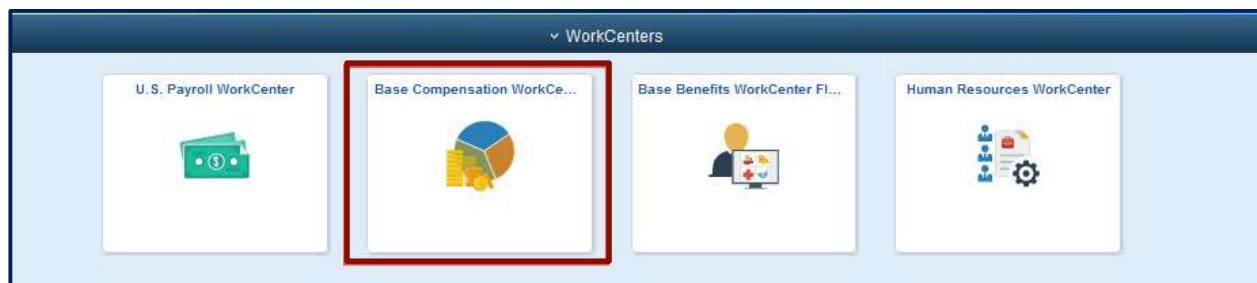 WorkCenters
U.S. Payroll WorkCenter
Base Compensation WorkCe...
Base Benefits WorkCenter Fl...
Human Resources WorkCenter
$